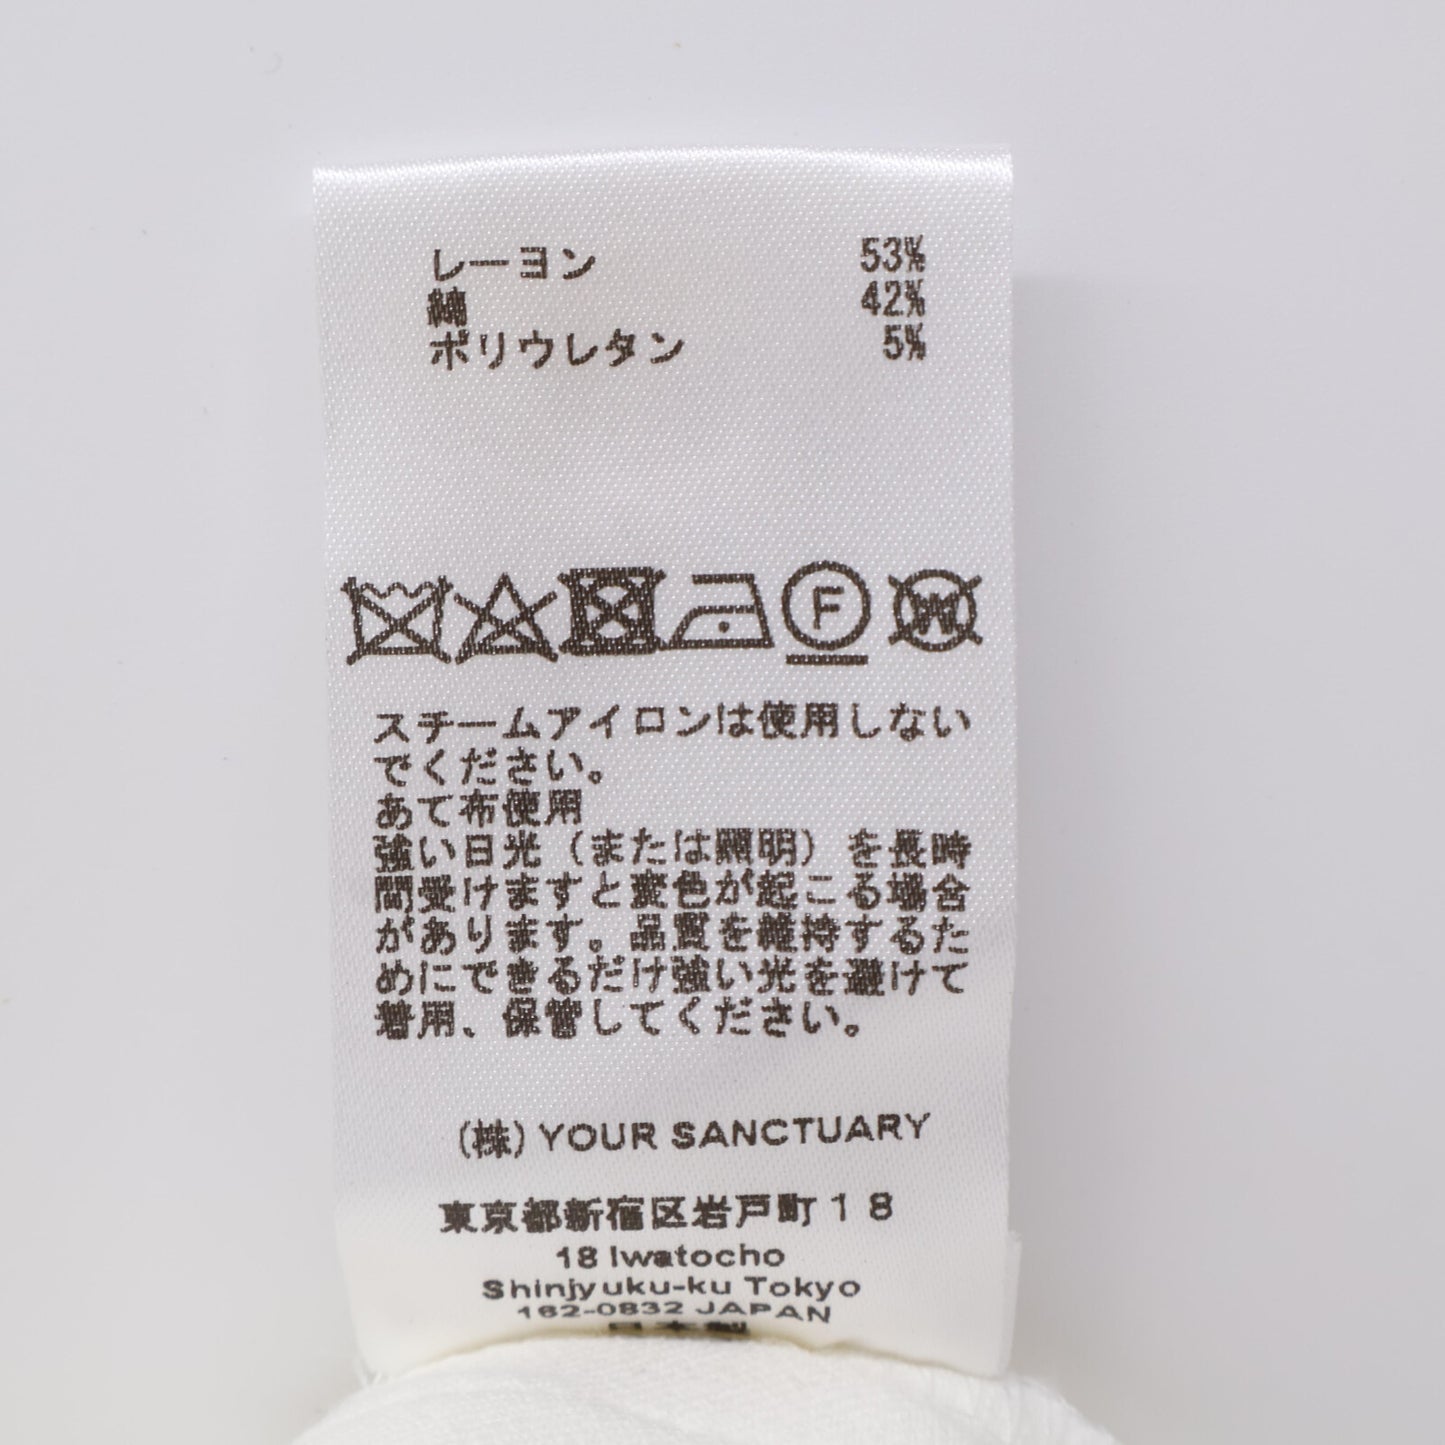 レーヨン 53%
綿 42%
ポリウレタン 5%
F
W
スチームアイロンは使用しない
でください。
あて布使用
強い日光（または照明）を長時
間受けますと変色が起こる場合
があります。品質を維持するた
めにできるだけ強い光を避けて
着用、保管してください。
(株) YOUR SANCTUARY
東京都新宿区岩戸町１８
18 Iwatocho
Shinjyuku-ku Tokyo
162-0832 JAPAN
日本製